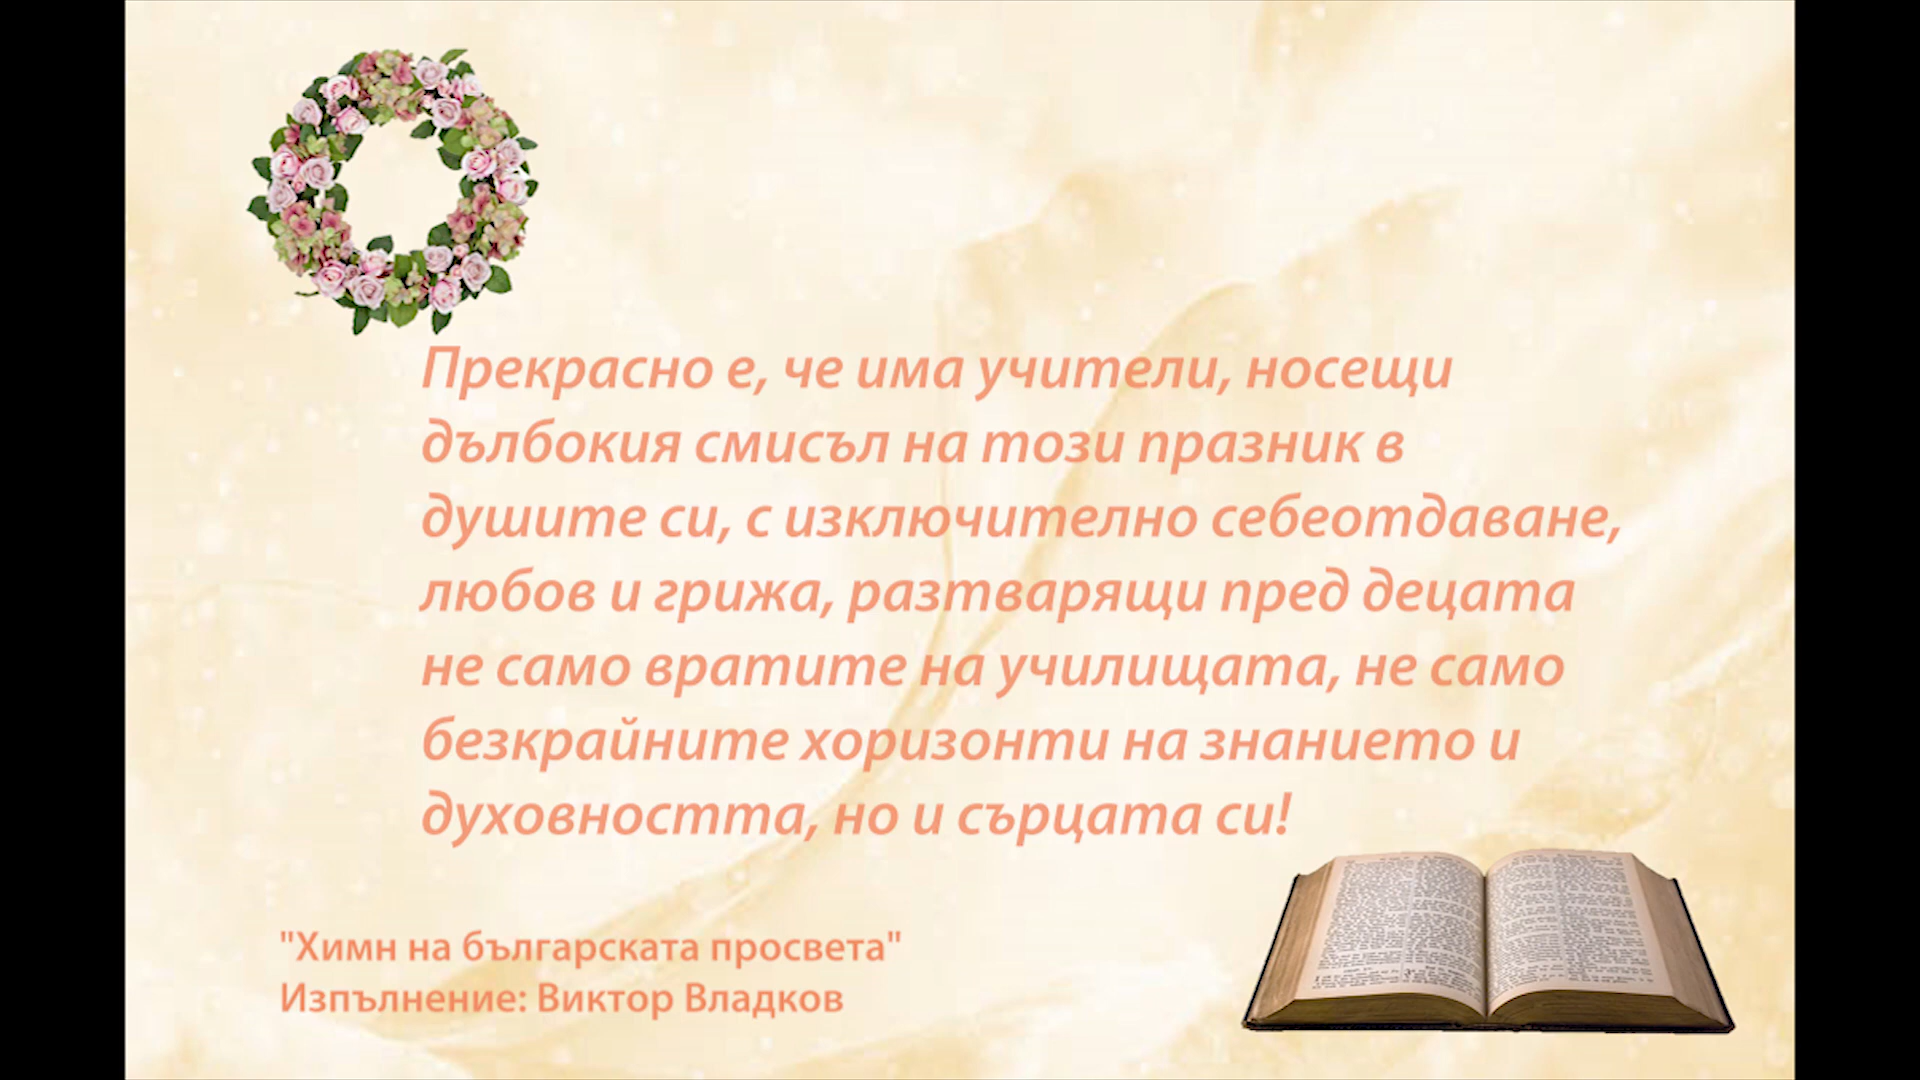 Прекрасно е, че има учители, носещи
дълбокия смисъл на този празник в
душите си, с изключително себеотдаване,
любов и грижа, разтварящи пред децата
не само вратите на училищата, не само
безкрайните хоризонти на знанието и
духовността, но и сърцата си!
"Химн на българската просвета"
Изпълнение: Виктор Владков